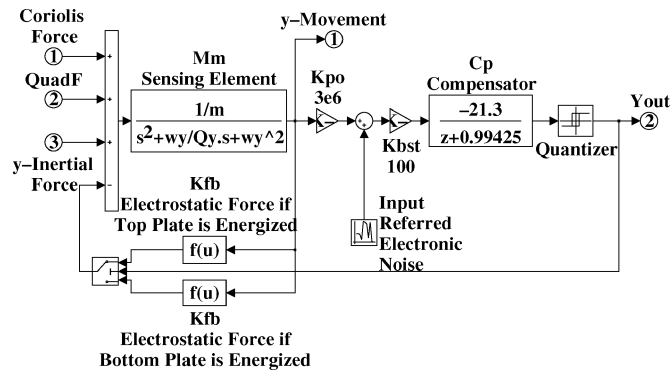 Coriolis
Force
1
QuadF
2
3
y−Inertial
Force
+
+
+
−
Mm
Sensing Element
1/m
s²+wy/Qy.s+wy^2
y−Movement
1
Kpo
3e6
+
+
Kbst
100
Cp
Compensator
−21.3
z+0.99425
Quantizer
Yout
2
Input
Referred
Electronic
Noise
Kfb
Electrostatic Force if
Top Plate is Energized
f(u)
f(u)
Kfb
Electrostatic Force if
Bottom Plate is Energized